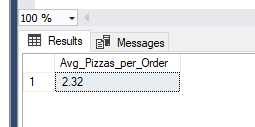 100 %
Results Messages
Avg_Pizzas_per_Order
1 2.32